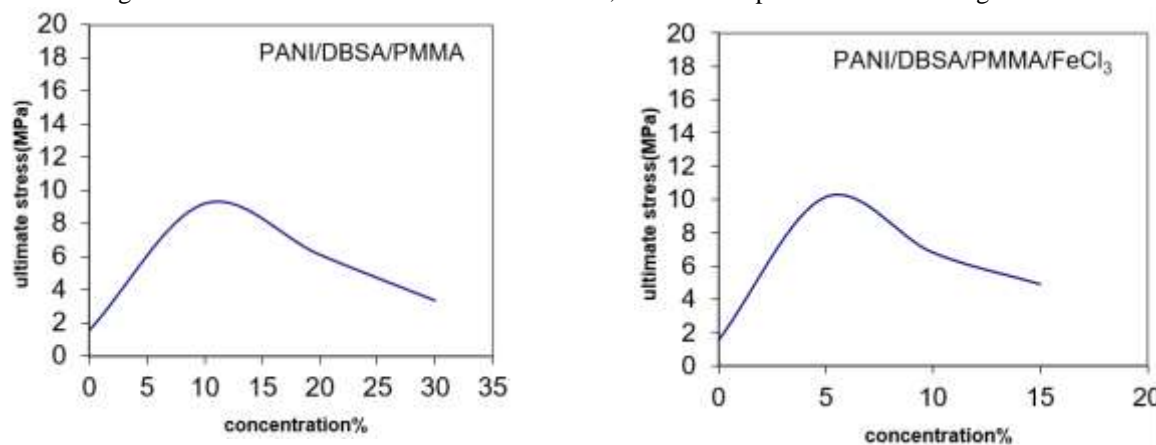 PANI/DBSA/PMMA
ultimate stress(MPa)
20
18
16
14
12
10
8
6
4
2
0
0 5 10 15 20 25 30 35
concentration%
PANI/DBSA/PMMA/FeCl₃
ultimate stress(MPa)
20
18
16
14
12
10
8
6
4
2
0
0 5 10 15 20
concentration%